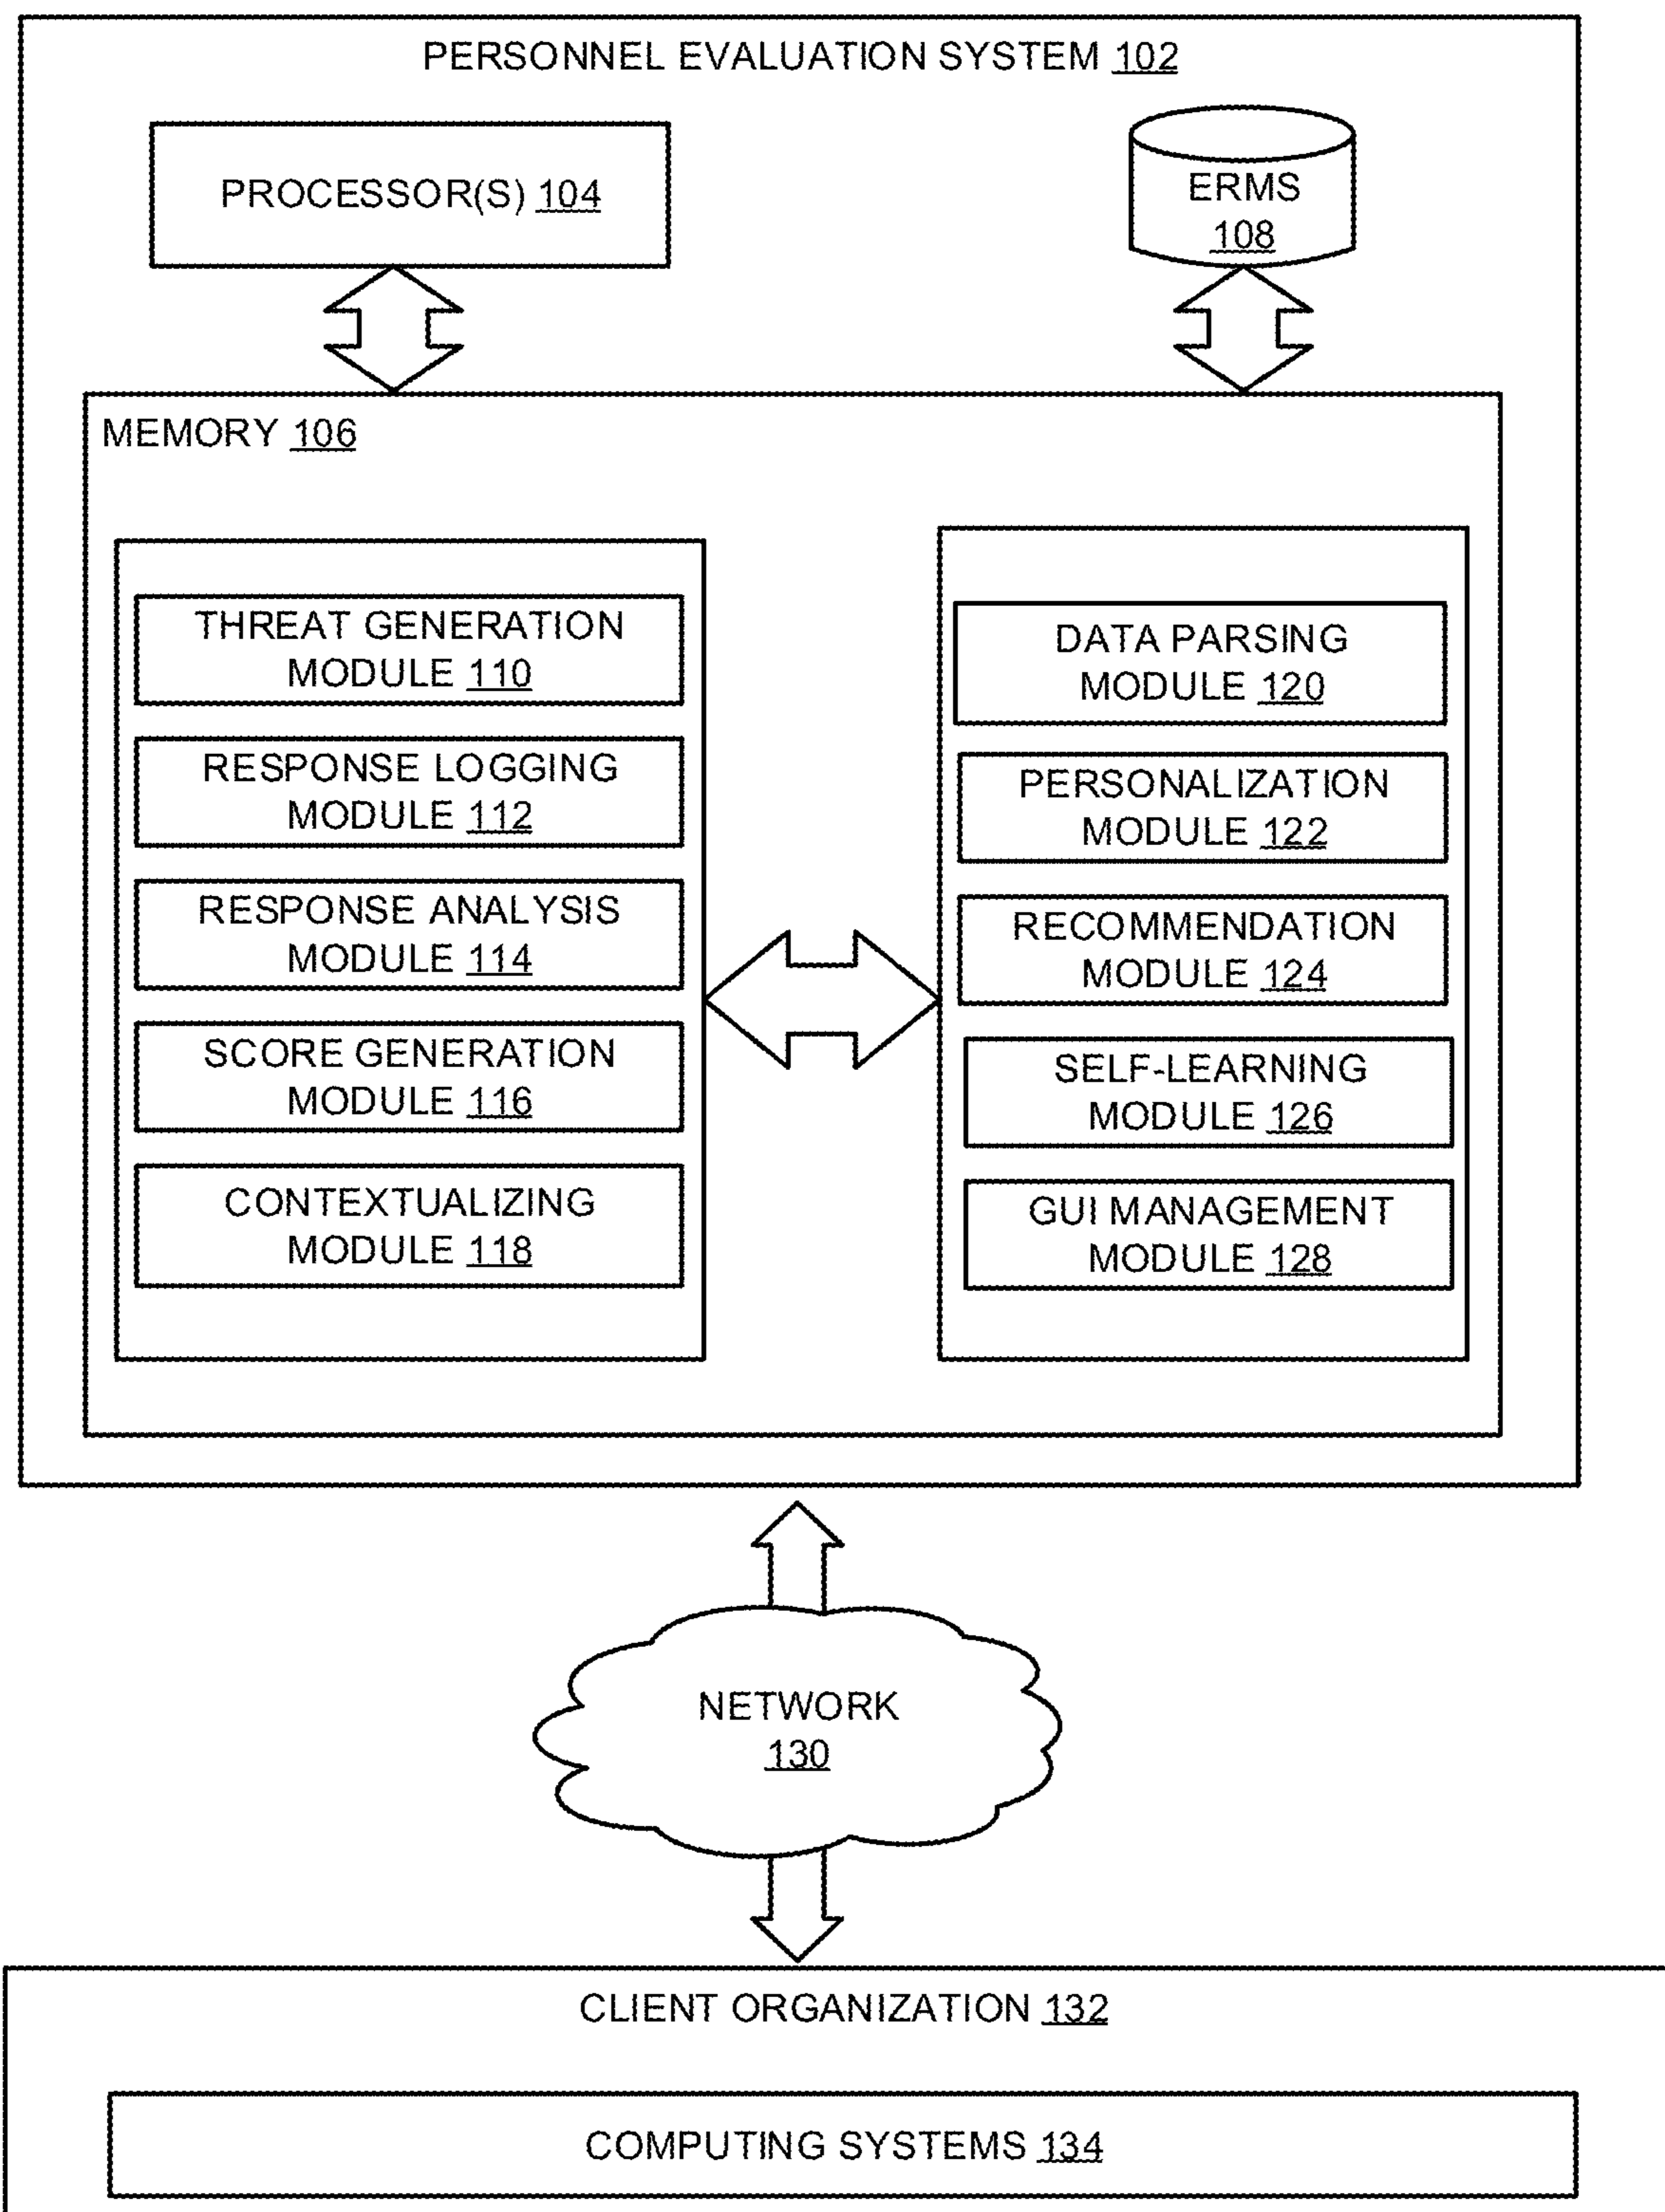 PERSONNEL EVALUATION SYSTEM 102
PROCESSOR(S) 104
ERMS
108
MEMORY 106
THREAT GENERATION
MODULE 110
RESPONSE LOGGING
MODULE 112
RESPONSE ANALYSIS
MODULE 114
SCORE GENERATION
MODULE 116
CONTEXTUALIZING
MODULE 118
DATA PARSING
MODULE 120
PERSONALIZATION
MODULE 122
RECOMMENDATION
MODULE 124
SELF-LEARNING
MODULE 126
GUI MANAGEMENT
MODULE 128
NETWORK
130
CLIENT ORGANIZATION 132
COMPUTING SYSTEMS 134